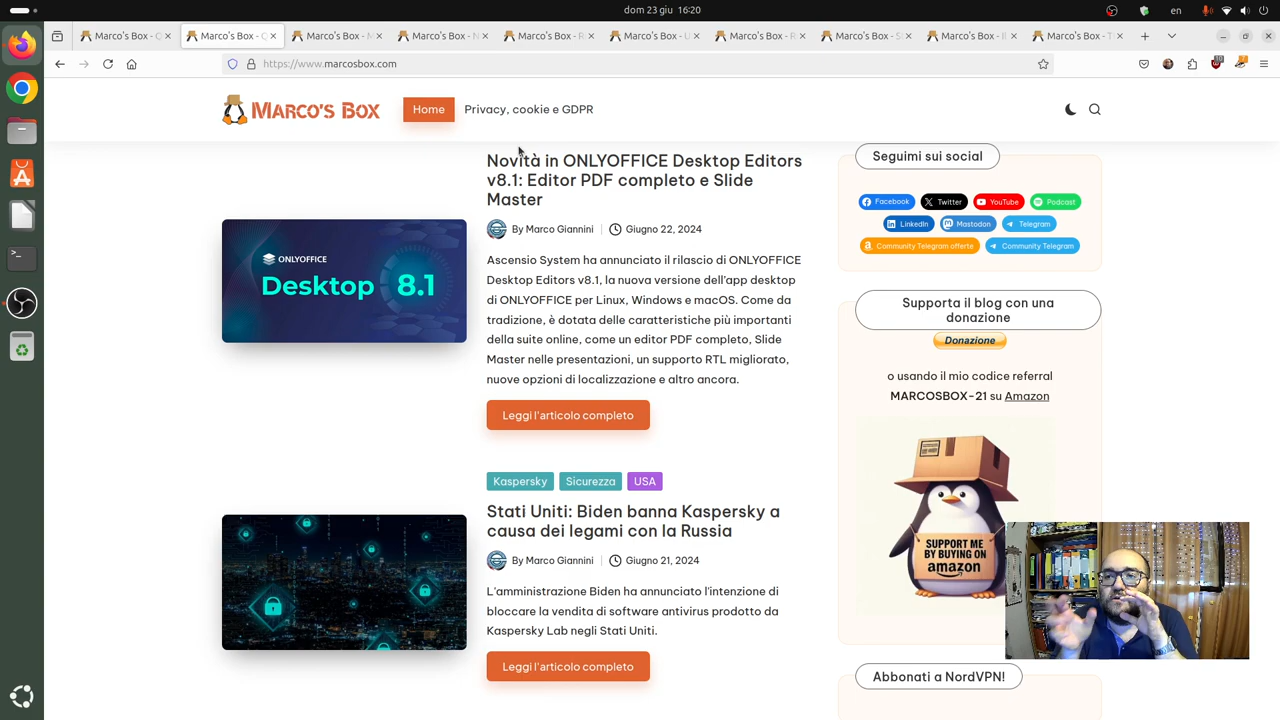 dom 23 giu 16:20
en
Marco's Box - Q
Marco's Box - Q
Marco's Box - M
Marco's Box - N
Marco's Box - R
Marco's Box - U
Marco's Box - R
Marco's Box - S
Marco's Box - Il
Marco's Box - T
https://www.marcosbox.com
MARCO'S BOX
Home
Privacy, cookie e GDPR
Novità in ONLYOFFICE Desktop Editors
v8.1: Editor PDF completo e Slide
Master
By Marco Giannini
Giugno 22, 2024
ONLYOFFICE
Desktop 8.1
Ascensio System ha annunciato il rilascio di ONLYOFFICE
Desktop Editors v8.1, la nuova versione dell'app desktop
di ONLYOFFICE per Linux, Windows e macOS. Come da
tradizione, è dotata delle caratteristiche più importanti
della suite online, come un editor PDF completo, Slide
Master nelle presentazioni, un supporto RTL migliorato,
nuove opzioni di localizzazione e altro ancora.
Leggi l'articolo completo
Kaspersky
Sicurezza
USA
Stati Uniti: Biden banna Kaspersky a
causa dei legami con la Russia
By Marco Giannini
Giugno 21, 2024
L'amministrazione Biden ha annunciato l'intenzione di
bloccare la vendita di software antivirus prodotto da
Kaspersky Lab negli Stati Uniti.
Leggi l'articolo completo
Seguimi sui social
Facebook
Twitter
YouTube
Podcast
LinkedIn
Mastodon
Telegram
Community Telegram offerte
Community Telegram
Supporta il blog con una
donazione
Donazione
o usando il mio codice referral
MARCOSBOX-21 su Amazon
SUPPORT ME
BY BUYING ON
amazon
Abbonati a NordVPN!